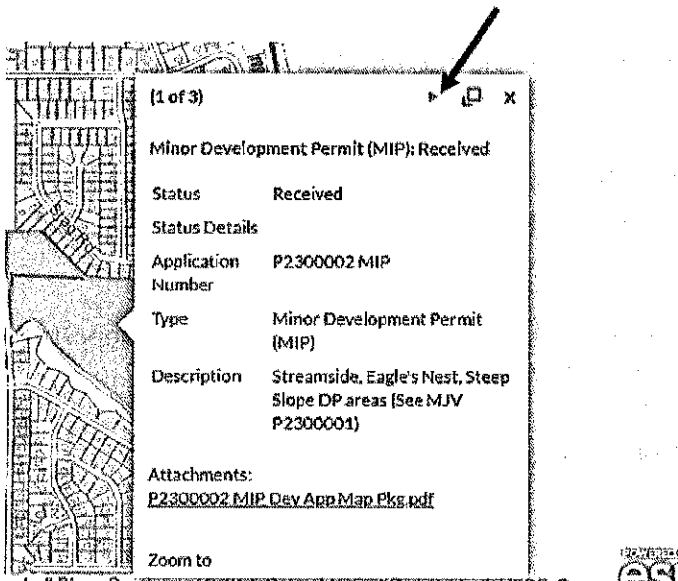 (1 of 3)
X
Minor Development Permit (MIP): Received
Status Received
Status Details
Application Number P2300002 MIP
Type Minor Development Permit (MIP)
Description Streamside, Eagle's Nest, Steep
Slope DP areas (See MJV
P2300001)
Attachments:
P2300002 MIP Dev App Map Pkg.pdf
Zoom to
POWERED
es